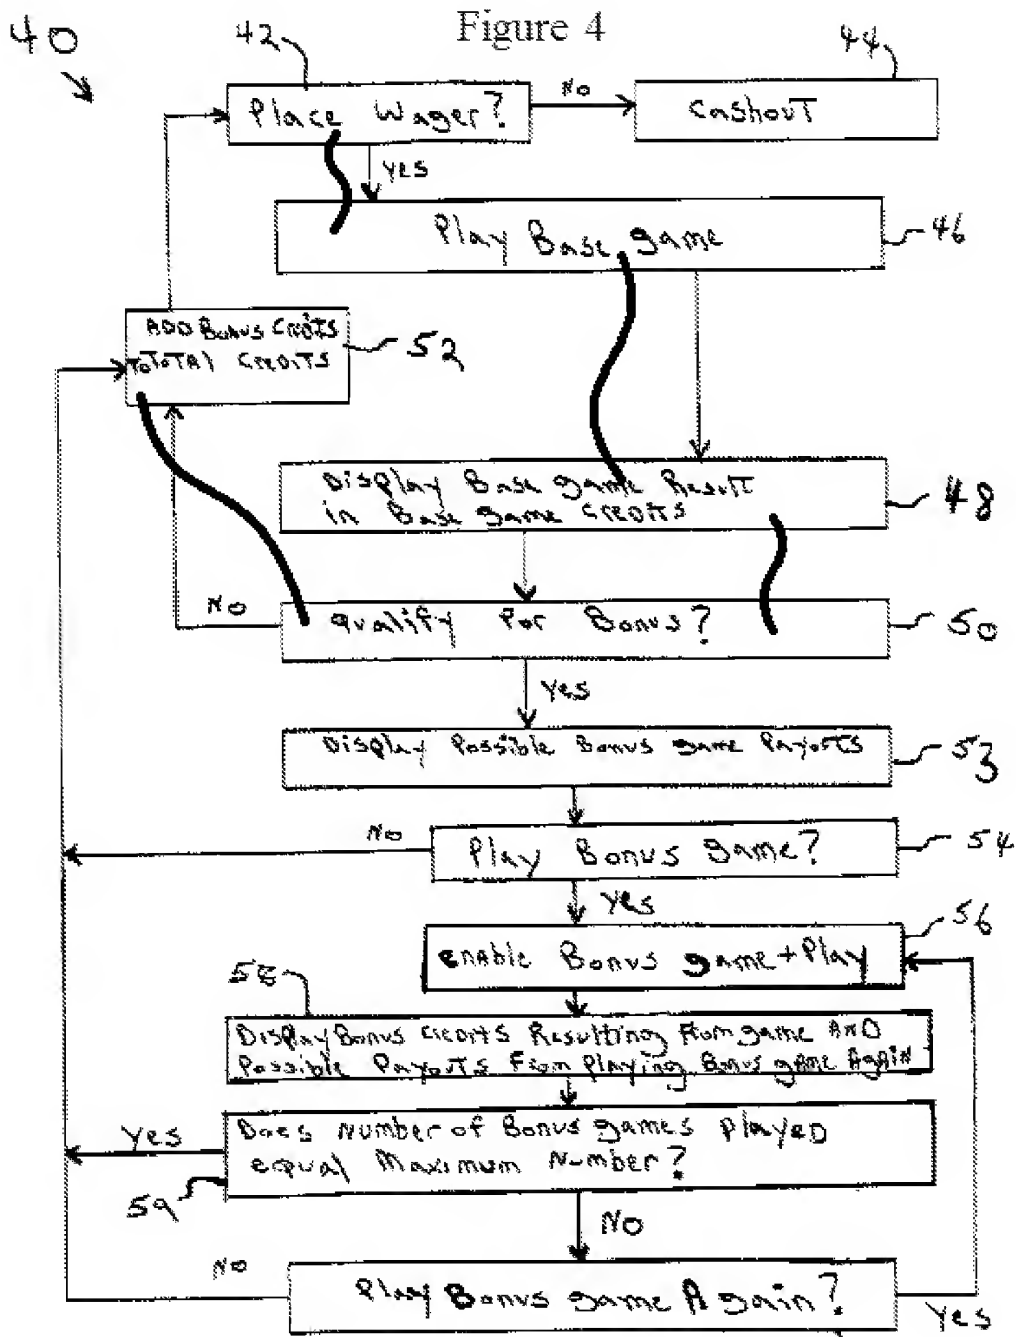 Figure 4
40
42
44
Place Wager?
NO
CashouT
Yes
Play Base game
46
ADD Bonus Credits
To ToTAl Credits
52
Display Base game Result
in Base game Credits
48
NO
qualify For Bonus?
50
Yes
Display Possible Bonus game Payouts
53
No
Play Bonus game?
54
Yes
56
enable Bonus game + Play
58
Display Bonus credits Resulting From game AND
Possible Payouts From playing Bonus game Again
Yes
Does Number of Bonus games Played
equal Maximum Number?
59
NO
No
Play Bonus game Again?
Yes